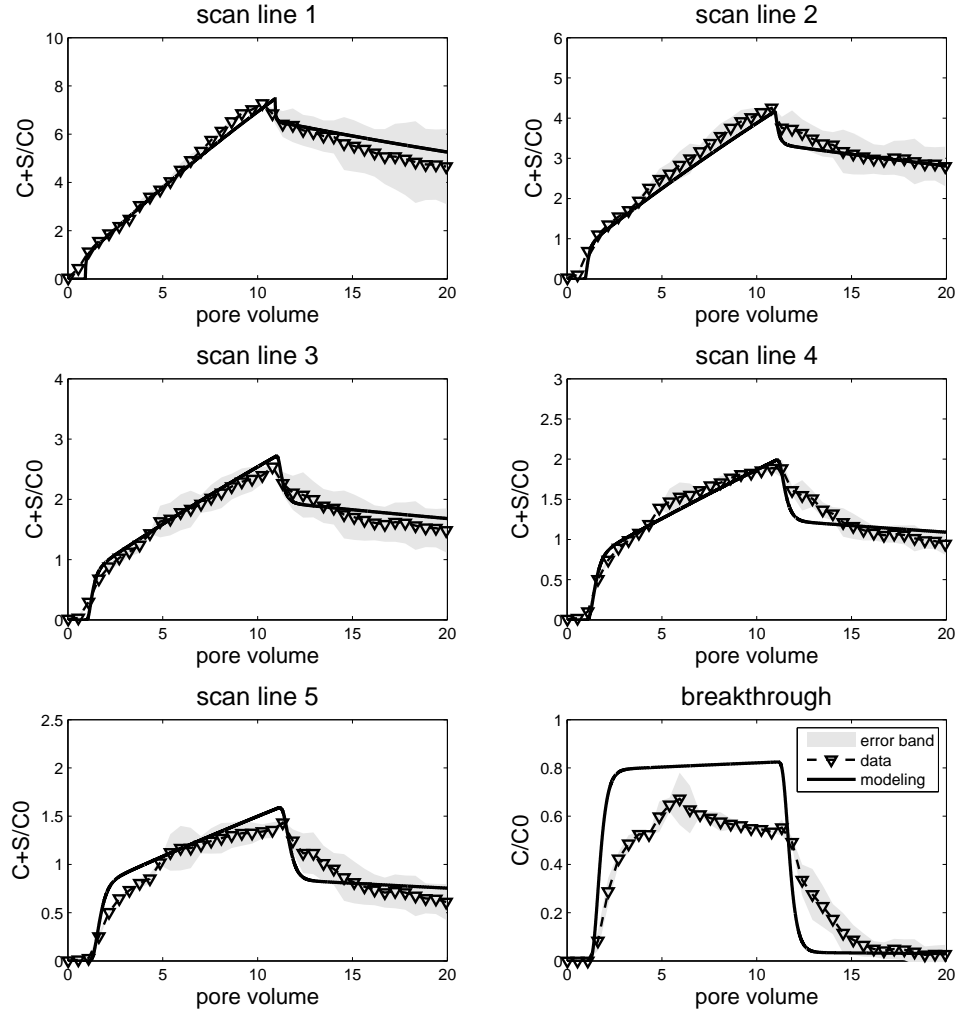 scan line 1
10
8
6
4
2
0
C+S/C0
0 5 10 15 20
pore volume
scan line 2
6
5
4
3
2
1
0
C+S/C0
0 5 10 15 20
pore volume
scan line 3
4
3
2
1
0
C+S/C0
0 5 10 15 20
pore volume
scan line 4
3
2.5
2
1.5
1
0.5
0
C+S/C0
0 5 10 15 20
pore volume
scan line 5
2.5
2
1.5
1
0.5
0
C+S/C0
0 5 10 15 20
pore volume
breakthrough
1
0.8
0.6
0.4
0.2
0
C/C0
error band
data
modeling
0 5 10 15 20
pore volume